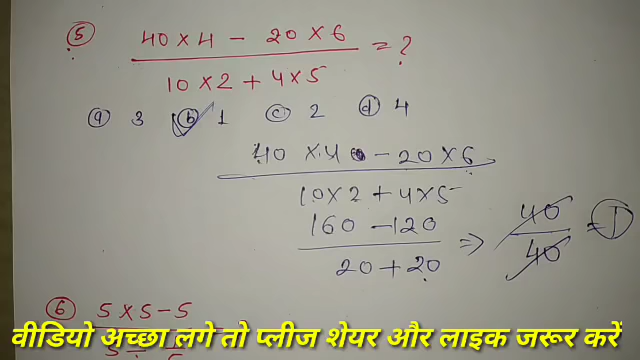 ⑤ 40 × 4 − 20 × 6
10 × 2 + 4 × 5
= ?
ⓐ 3 ⓑ 1 ⓒ 2 ⓓ 4
40 × 4 − 20 × 6
10 × 2 + 4 × 5
160 − 120
20 + 20
⇒ 40
40
= 1
⑥ 5 × 5 − 5
वीडियो अच्छा लगे तो प्लीज शेयर और लाइक जरूर करें